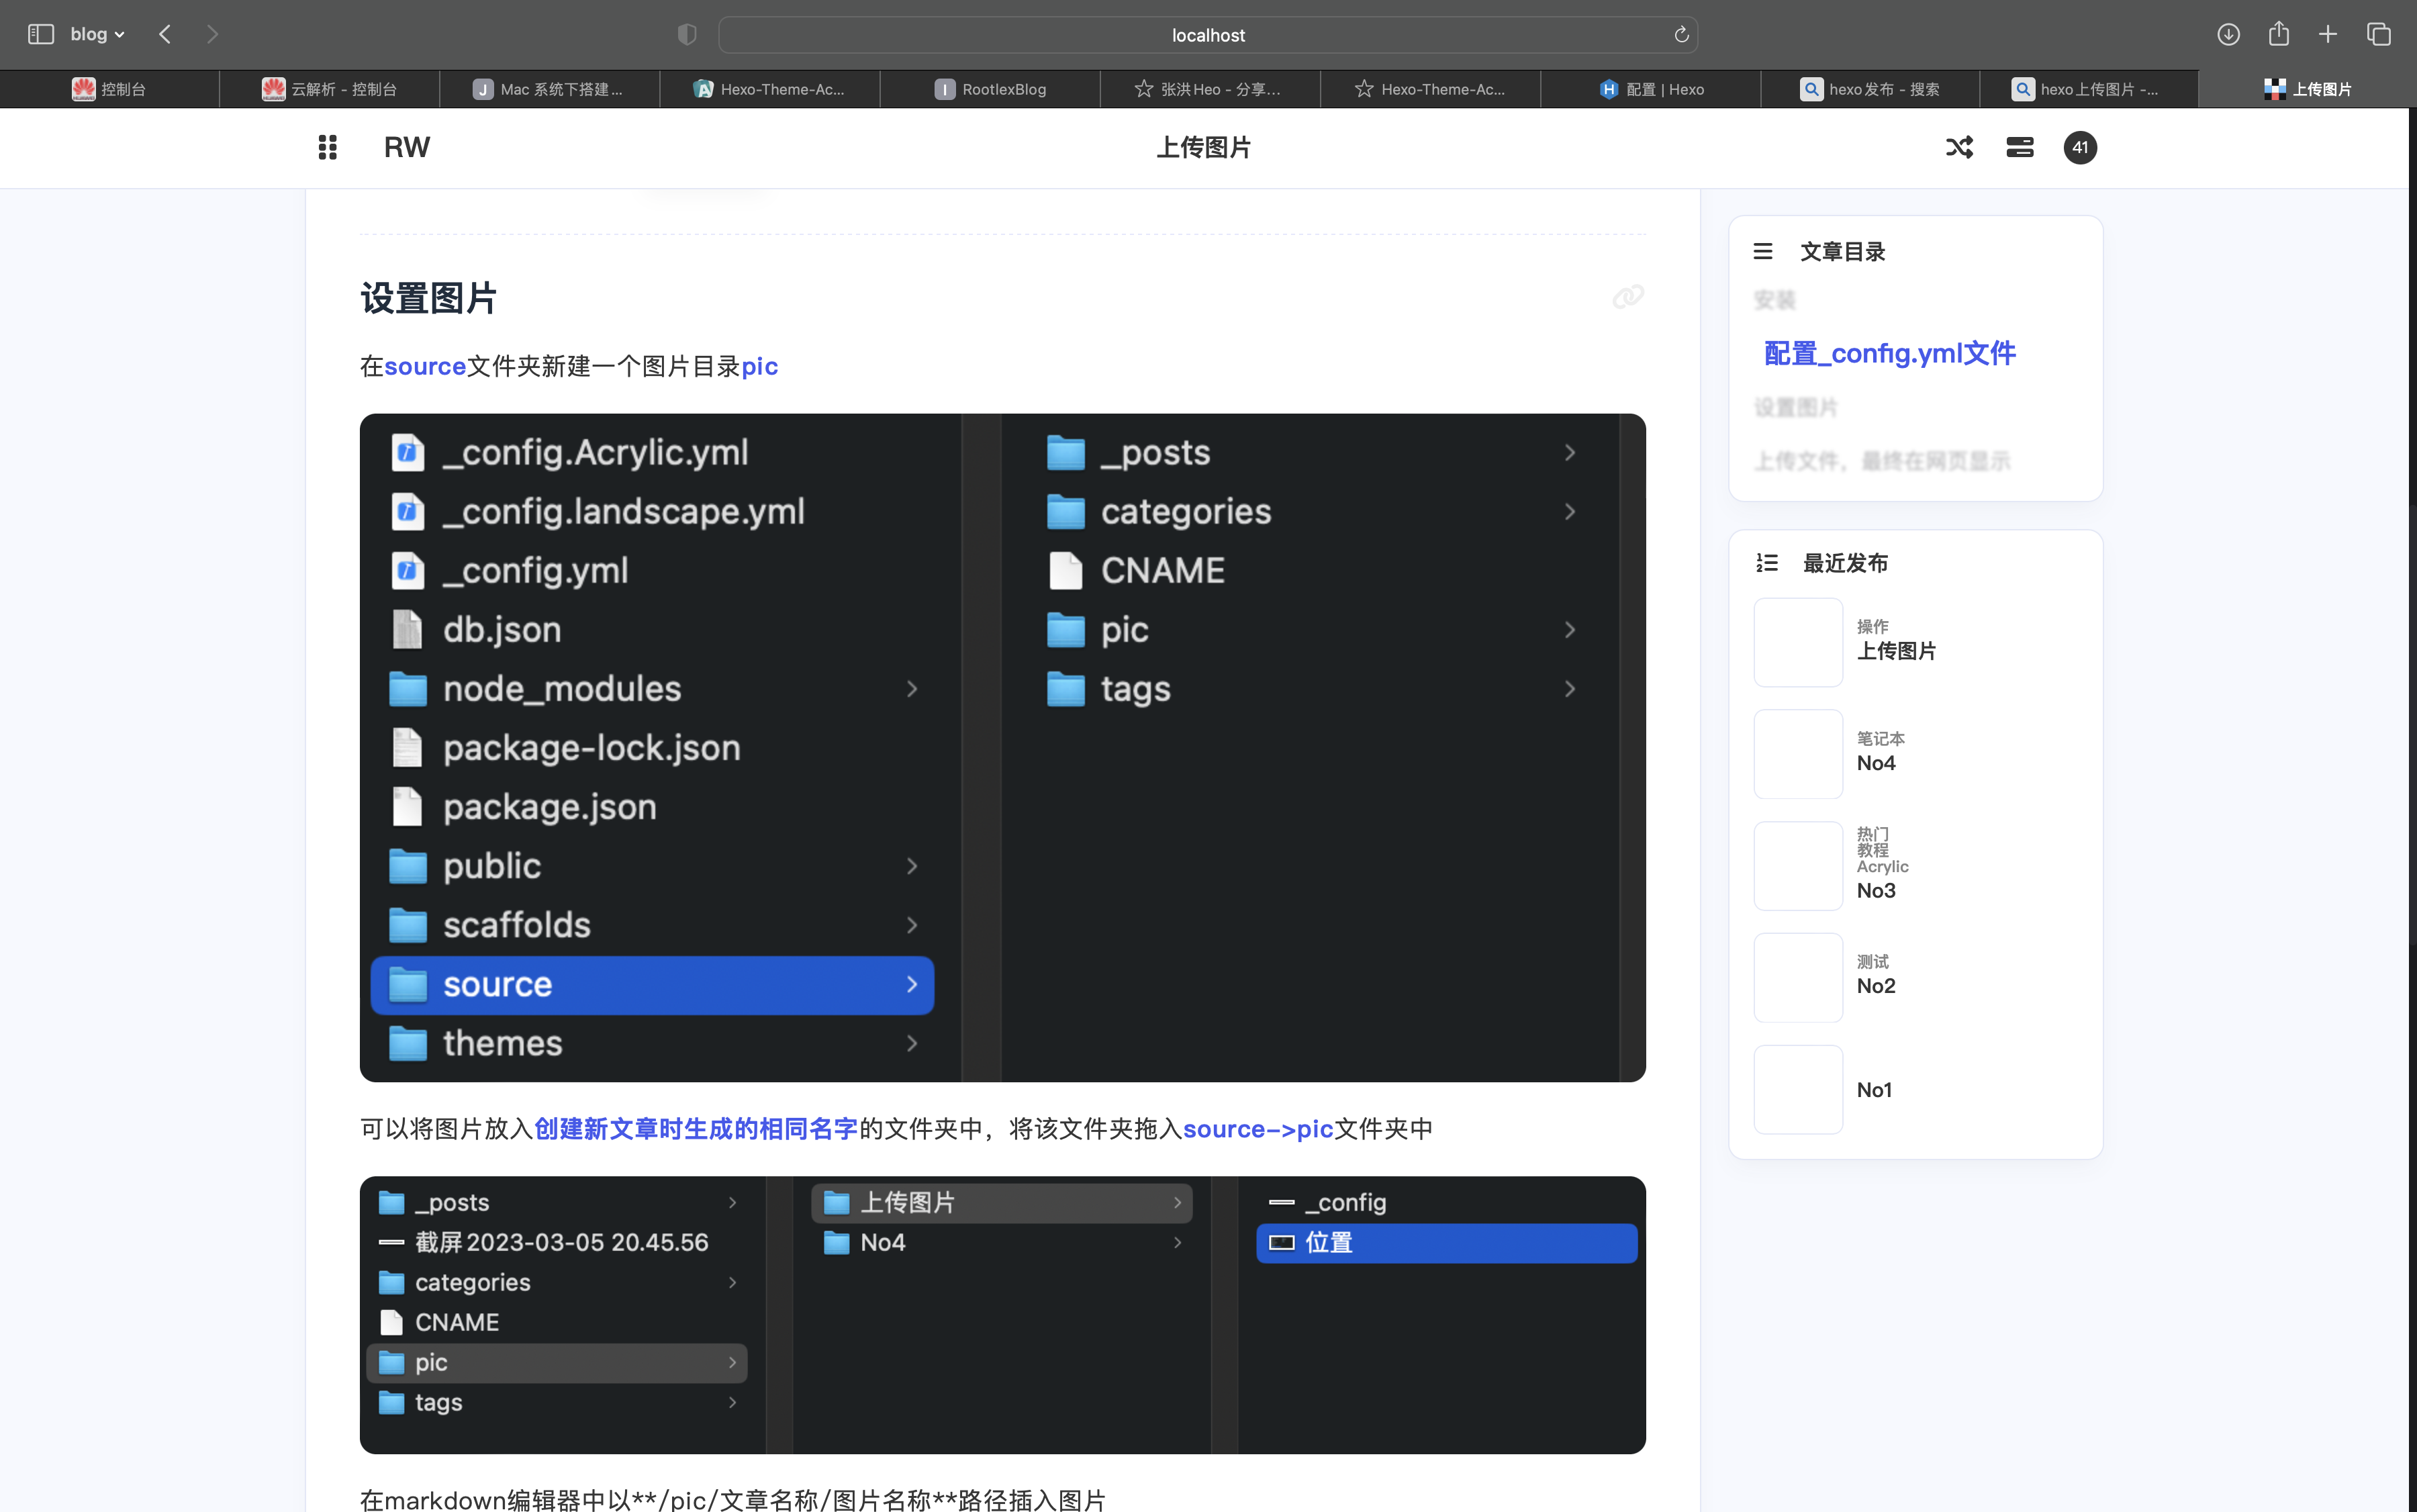 blog
localhost
控制台
云解析 - 控制台
J Mac 系统下搭建...
Hexo-Theme-Ac...
I RootlexBlog
张洪Heo - 分享...
Hexo-Theme-Ac...
H 配置 | Hexo
hexo发布 - 搜索
hexo上传图片 -...
上传图片
RW
上传图片
41
设置图片
在source文件夹新建一个图片目录pic
_config.Acrylic.yml
_config.landscape.yml
_config.yml
db.json
node_modules
package-lock.json
package.json
public
scaffolds
source
themes
_posts
categories
CNAME
pic
tags
可以将图片放入创建新文章时生成的相同名字的文件夹中，将该文件夹拖入source–>pic文件夹中
_posts
截屏2023-03-05 20.45.56
categories
CNAME
pic
tags
上传图片
No4
_config
位置
在markdown编辑器中以**/pic/文章名称/图片名称**路径插入图片
文章目录
安装
配置_config.yml文件
设置图片
上传文件，最终在网页显示
最近发布
操作
上传图片
笔记本
No4
热门
教程
Acrylic
No3
测试
No2
No1